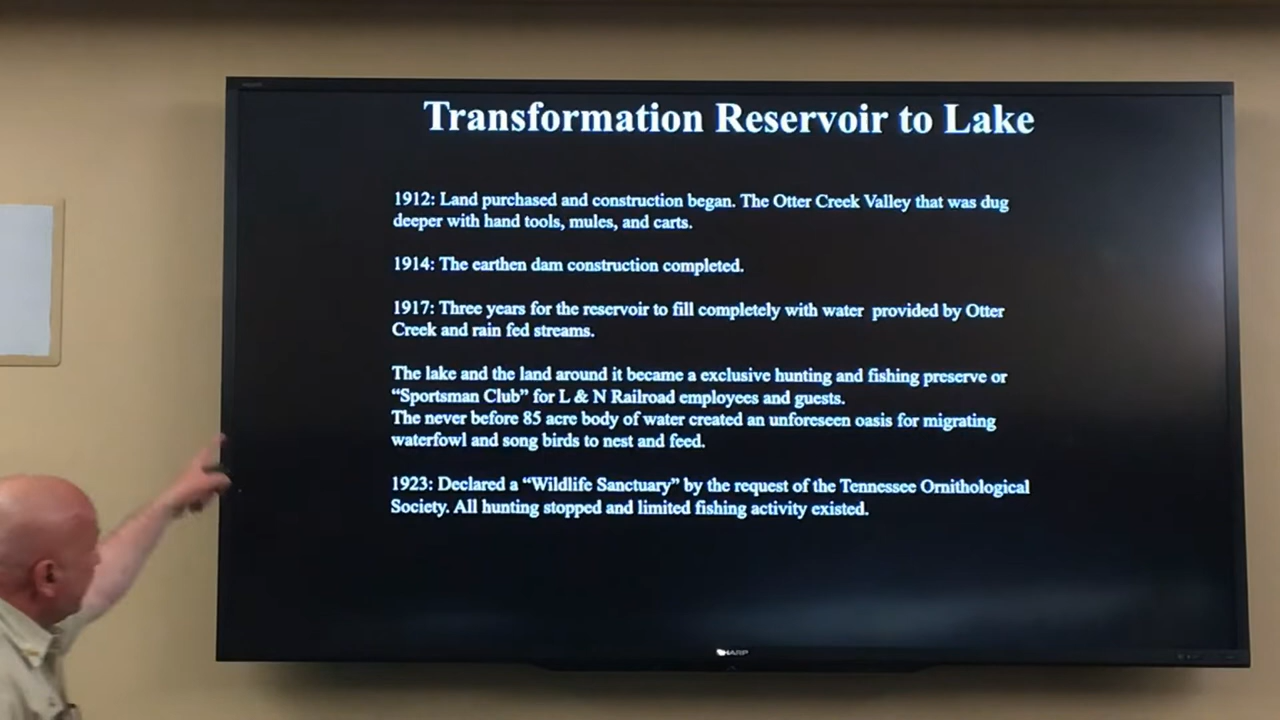 Transformation Reservoir to Lake
1912: Land purchased and construction began. The Otter Creek Valley that was dug
deeper with hand tools, mules, and carts.
1914: The earthen dam construction completed.
1917: Three years for the reservoir to fill completely with water provided by Otter
Creek and rain fed streams.
The lake and the land around it became a exclusive hunting and fishing preserve or
“Sportsman Club” for L & N Railroad employees and guests.
The never before 85 acre body of water created an unforeseen oasis for migrating
waterfowl and song birds to nest and feed.
1923: Declared a “Wildlife Sanctuary” by the request of the Tennessee Ornithological
Society. All hunting stopped and limited fishing activity existed.
SHARP